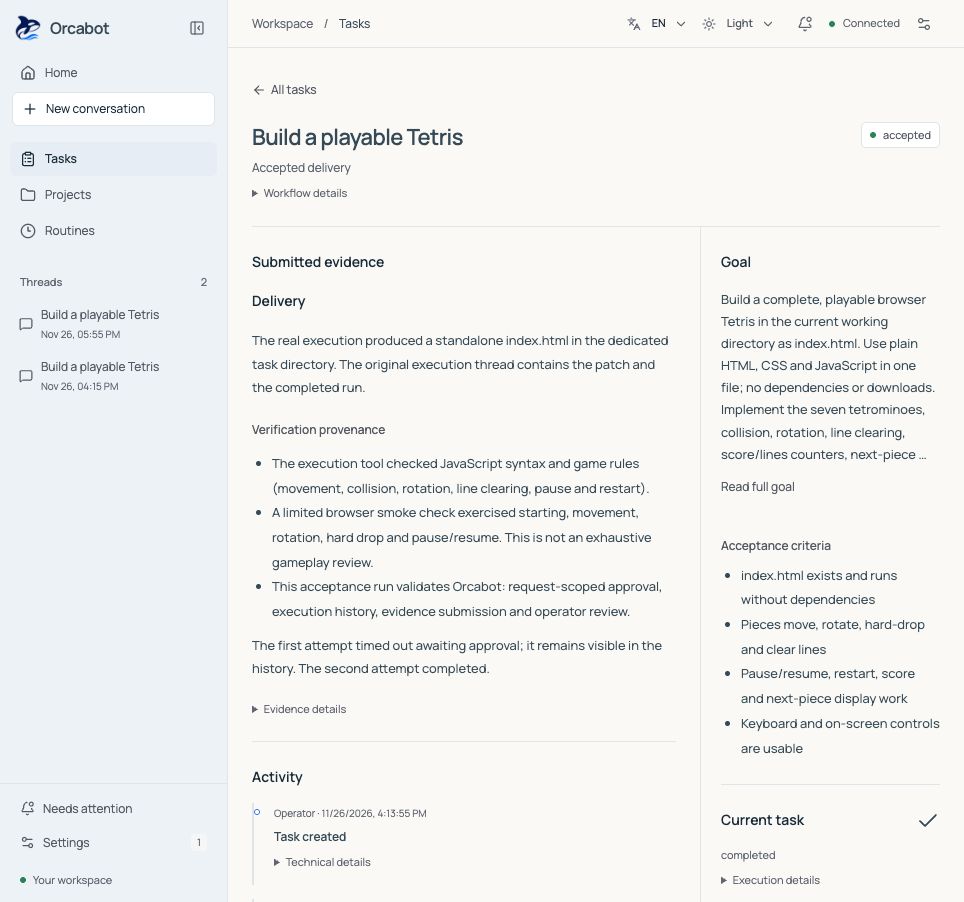 Orcabot
Home
New conversation
Tasks
Projects
Routines
Threads 2
Build a playable Tetris
Nov 26, 05:55 PM
Build a playable Tetris
Nov 26, 04:15 PM
Needs attention
Settings 1
Your workspace
Workspace / Tasks
EN
Light
Connected
All tasks
Build a playable Tetris
accepted
Accepted delivery
Workflow details
Submitted evidence
Delivery
The real execution produced a standalone index.html in the dedicated
task directory. The original execution thread contains the patch and
the completed run.
Verification provenance
The execution tool checked JavaScript syntax and game rules
(movement, collision, rotation, line clearing, pause and restart).
A limited browser smoke check exercised starting, movement,
rotation, hard drop and pause/resume. This is not an exhaustive
gameplay review.
This acceptance run validates Orcabot: request-scoped approval,
execution history, evidence submission and operator review.
The first attempt timed out awaiting approval; it remains visible in the
history. The second attempt completed.
Evidence details
Activity
Operator · 11/26/2026, 4:13:55 PM
Task created
Technical details
Goal
Build a complete, playable browser
Tetris in the current working
directory as index.html. Use plain
HTML, CSS and JavaScript in one
file; no dependencies or downloads.
Implement the seven tetrominoes,
collision, rotation, line clearing,
score/lines counters, next-piece ...
Read full goal
Acceptance criteria
index.html exists and runs
without dependencies
Pieces move, rotate, hard-drop
and clear lines
Pause/resume, restart, score
and next-piece display work
Keyboard and on-screen controls
are usable
Current task
completed
Execution details